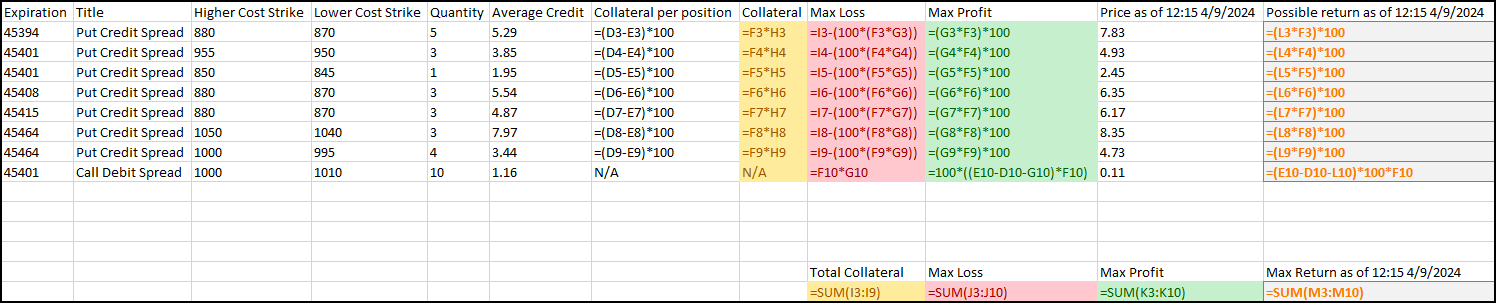 Expiration Title Higher Cost Strike Lower Cost Strike Quantity Average Credit Collateral per position Collateral Max Loss Max Profit Price as of 12:15 4/9/2024 Possible return as of 12:15 4/9/2024
45394 Put Credit Spread 880 870 5 5.29 =(D3-E3)*100 =F3*H3 =I3-(100*(F3*G3)) =(G3*F3)*100 7.83 =(L3*F3)*100
45401 Put Credit Spread 955 950 3 3.85 =(D4-E4)*100 =F4*H4 =I4-(100*(F4*G4)) =(G4*F4)*100 4.93 =(L4*F4)*100
45401 Put Credit Spread 850 845 1 1.95 =(D5-E5)*100 =F5*H5 =I5-(100*(F5*G5)) =(G5*F5)*100 2.45 =(L5*F5)*100
45408 Put Credit Spread 880 870 3 5.54 =(D6-E6)*100 =F6*H6 =I6-(100*(F6*G6)) =(G6*F6)*100 6.35 =(L6*F6)*100
45415 Put Credit Spread 880 870 3 4.87 =(D7-E7)*100 =F7*H7 =I7-(100*(F7*G7)) =(G7*F7)*100 6.17 =(L7*F7)*100
45464 Put Credit Spread 1050 1040 3 7.97 =(D8-E8)*100 =F8*H8 =I8-(100*(F8*G8)) =(G8*F8)*100 8.35 =(L8*F8)*100
45464 Put Credit Spread 1000 995 4 3.44 =(D9-E9)*100 =F9*H9 =I9-(100*(F9*G9)) =(G9*F9)*100 4.73 =(L9*F9)*100
45401 Call Debit Spread 1000 1010 10 1.16 N/A N/A =F10*G10 =100*((E10-D10-G10)*F10) 0.11 =(E10-D10-L10)*100*F10
Total Collateral Max Loss Max Profit Max Return as of 12:15 4/9/2024
=SUM(I3:I9) =SUM(J3:J10) =SUM(K3:K10) =SUM(M3:M10)